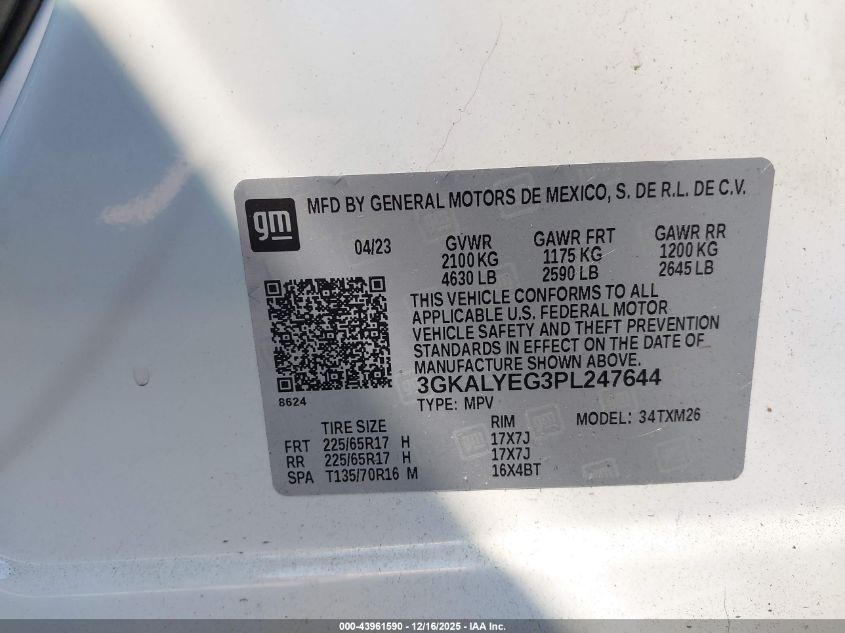 gm
MFD BY GENERAL MOTORS DE MEXICO, S. DE R.L. DE C.V.
04/23 GVWR GAWR FRT GAWR RR
2100 KG 1175 KG 1200 KG
4630 LB 2590 LB 2645 LB
THIS VEHICLE CONFORMS TO ALL
APPLICABLE U.S. FEDERAL MOTOR
VEHICLE SAFETY AND THEFT PREVENTION
STANDARDS IN EFFECT ON THE DATE OF
MANUFACTURE SHOWN ABOVE.
3GKALYEG3PL247644
8624
TYPE: MPV
TIRE SIZE RIM MODEL: 34TXM26
FRT 225/65R17 H 17X7J
RR 225/65R17 H 17X7J
SPA T135/70R16 M 16X4BT
000-43961590 - 12/16/2025 - IAA Inc.